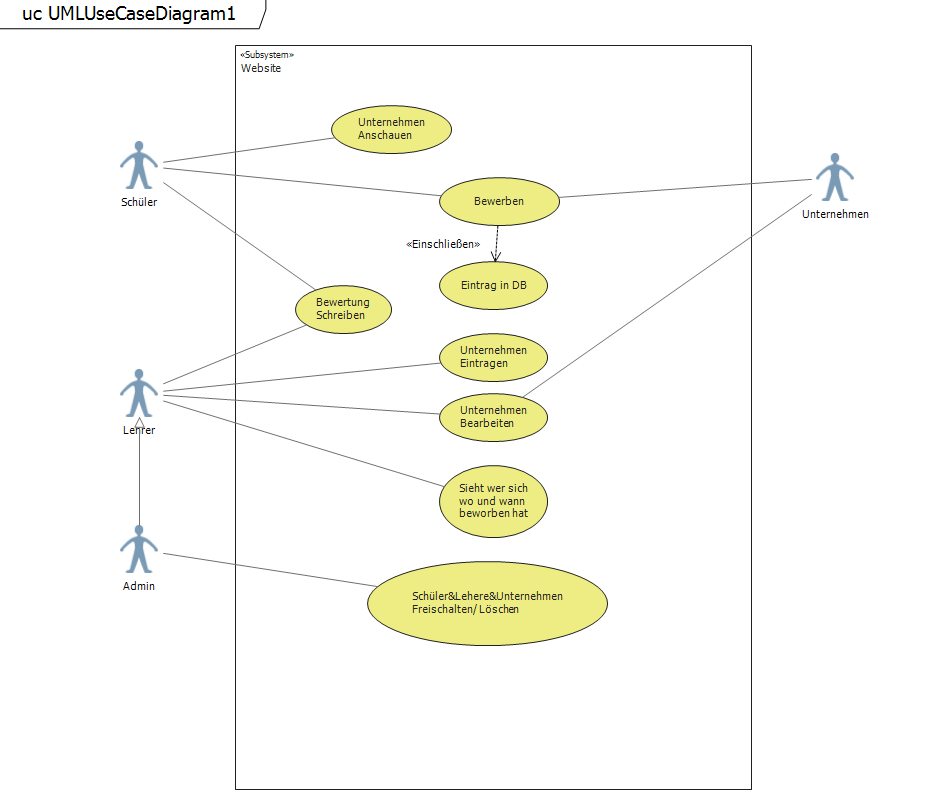 uc UMLUseCaseDiagram1
«Subsystem»
Website
Unternehmen
Anschauen
Schüler
Bewerben
Unternehmen
«Einschließen»
Eintrag in DB
Bewertung
Schreiben
Unternehmen
Eintragen
Unternehmen
Bearbeiten
Lehrer
Sieht wer sich
wo und wann
beworben hat
Admin
Schüler&Lehere&Unternehmen
Freischalten/ Löschen